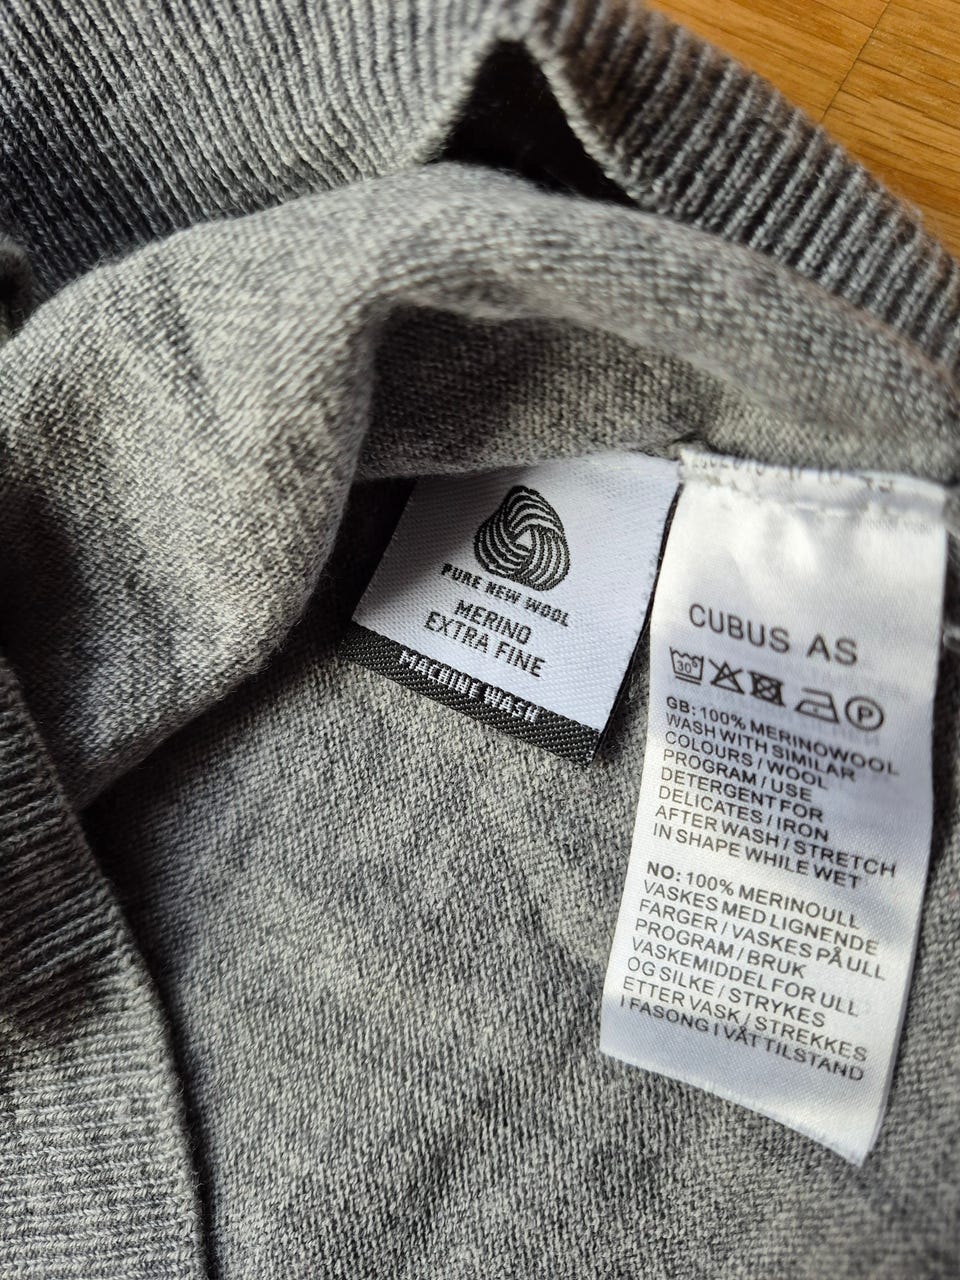 PURE NEW WOOL
MERINO
EXTRA FINE
MACHINE WASH
CUBUS AS
30°
P
GB: 100% MERINOWOOL
WASH WITH SIMILAR
COLOURS / WOOL
PROGRAM / USE
DETERGENT FOR
DELICATES / IRON
AFTER WASH / STRETCH
IN SHAPE WHILE WET
NO: 100% MERINOULL
VASKES MED LIGNENDE
FARGER / VASKES PÅ ULL
PROGRAM / BRUK
VASKEMIDDEL FOR ULL
OG SILKE / STRYKES
ETTER VASK / STREKKES
I FASONG I VÅT TILSTAND